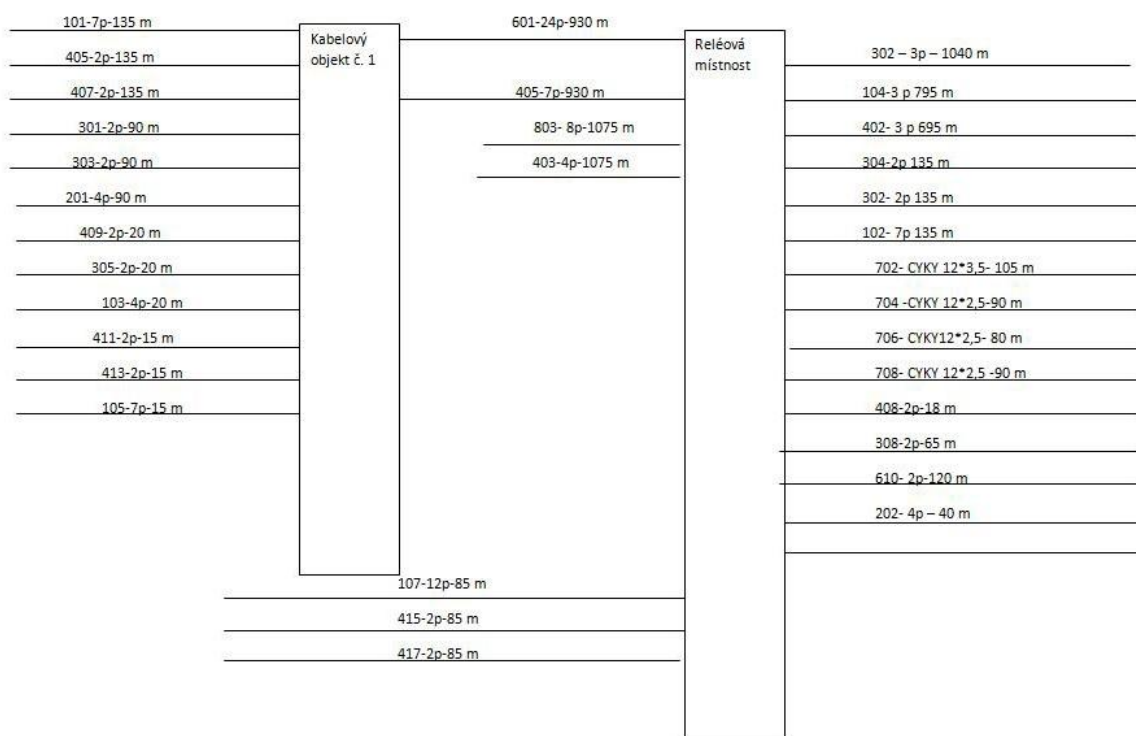 101-7p-135 m
405-2p-135 m
407-2p-135 m
301-2p-90 m
303-2p-90 m
201-4p-90 m
409-2p-20 m
305-2p-20 m
103-4p-20 m
411-2p-15 m
413-2p-15 m
105-7p-15 m
Kabelový
objekt č. 1
601-24p-930 m
405-7p-930 m
803- 8p-1075 m
403-4p-1075 m
107-12p-85 m
415-2p-85 m
417-2p-85 m
Reléová
místnost
302 – 3p – 1040 m
104-3 p 795 m
402- 3 p 695 m
304-2p 135 m
302- 2p 135 m
102- 7p 135 m
702- CYKY 12*3,5- 105 m
704 -CYKY 12*2,5-90 m
706- CYKY12*2,5- 80 m
708- CYKY 12*2,5 -90 m
408-2p-18 m
308-2p-65 m
610- 2p-120 m
202- 4p – 40 m